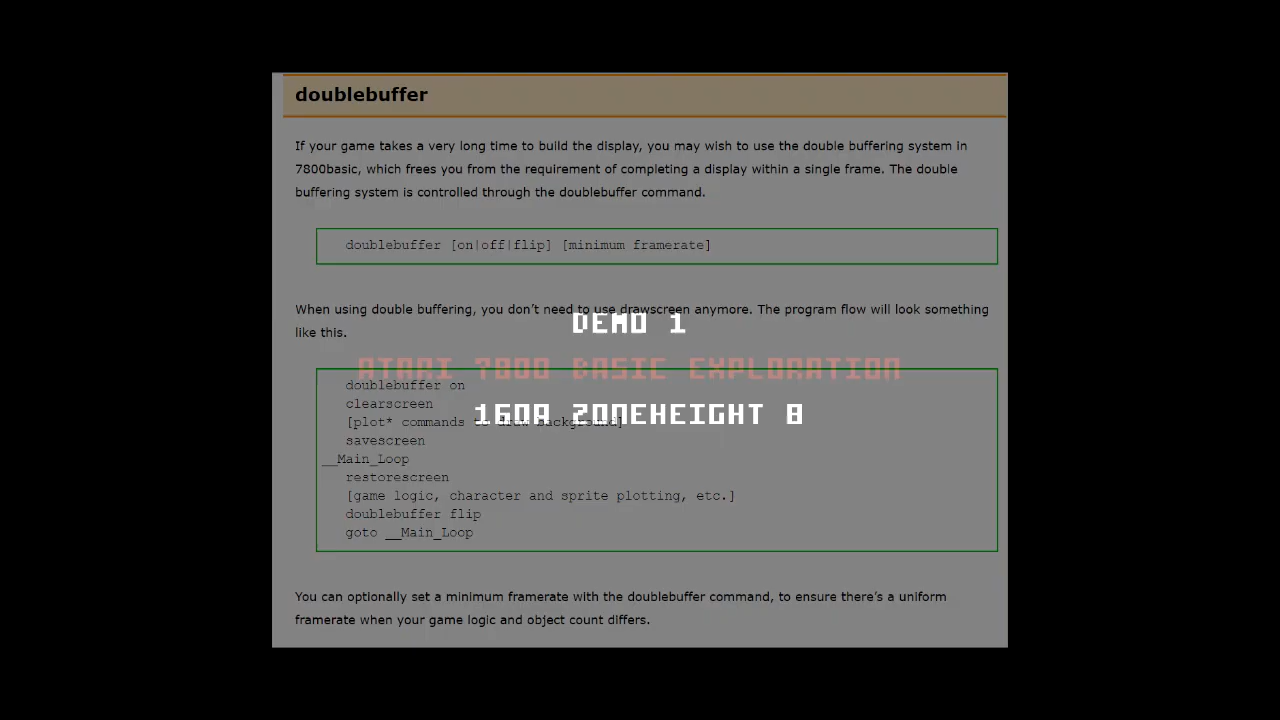 doublebuffer
If your game takes a very long time to build the display, you may wish to use the double buffering system in
7800basic, which frees you from the requirement of completing a display within a single frame. The double
buffering system is controlled through the doublebuffer command.
doublebuffer [on|off|flip] [minimum framerate]
When using double buffering, you don’t need to use drawscreen anymore. The program flow will look something
like this.
DEMO 1
ATARI 7800 BASIC EXPLORATION
160A ZONEHEIGHT 8
doublebuffer on
clearscreen
[plot* commands to draw background]
savescreen
__Main_Loop
restorescreen
[game logic, character and sprite plotting, etc.]
doublebuffer flip
goto __Main_Loop
You can optionally set a minimum framerate with the doublebuffer command, to ensure there’s a uniform
framerate when your game logic and object count differs.